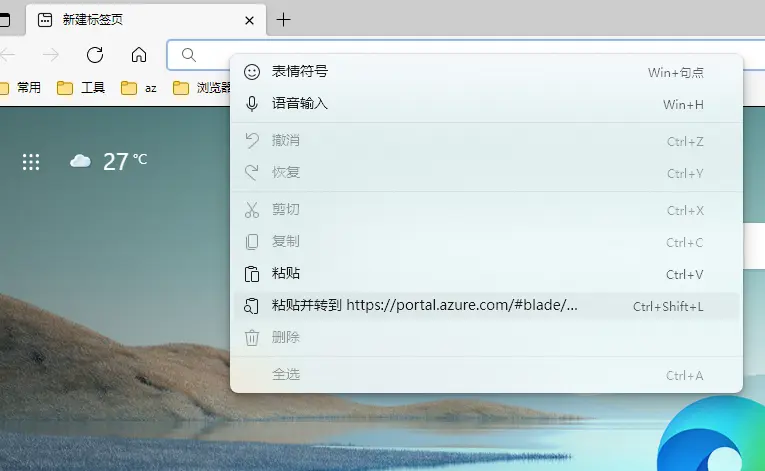 新建标签页
常用 工具 az 浏览器
27 ℃
表情符号 Win+句点
语音输入 Win+H
撤消 Ctrl+Z
恢复 Ctrl+Y
剪切 Ctrl+X
复制 Ctrl+C
粘贴 Ctrl+V
粘贴并转到 https://portal.azure.com/#blade/... Ctrl+Shift+L
删除
全选 Ctrl+A